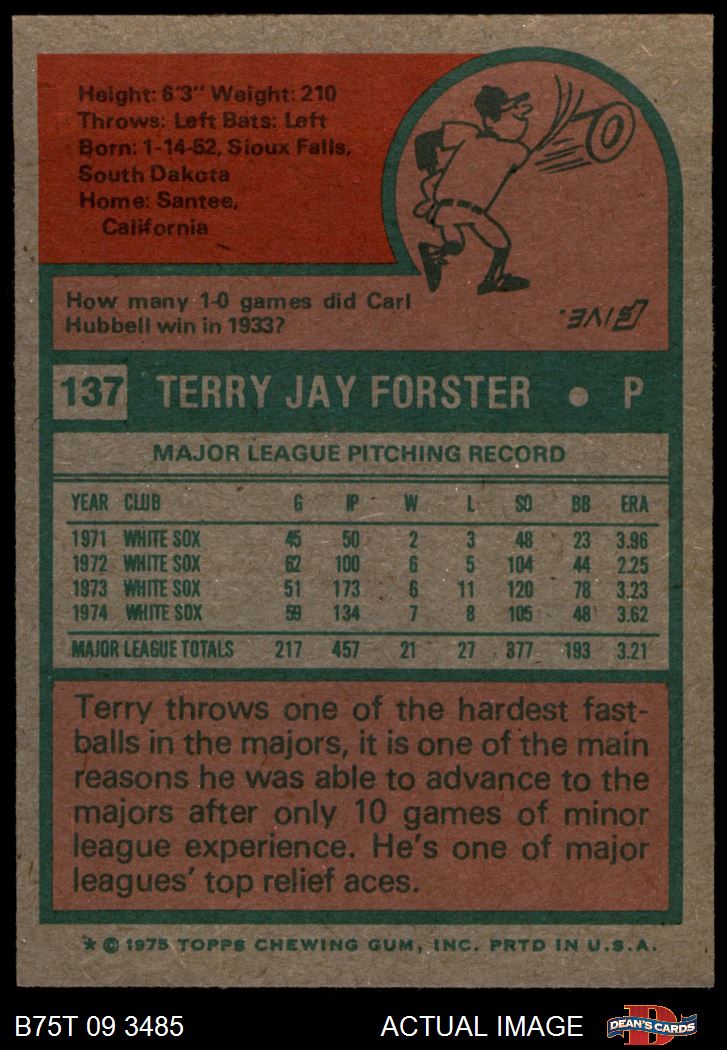 Height: 6'3" Weight: 210
Throws: Left Bats: Left
Born: 1-14-52, Sioux Falls,
South Dakota
Home: Santee,
California
0
How many 1-0 games did Carl
Hubbell win in 1933?
Five.
137 TERRY JAY FORSTER • P
MAJOR LEAGUE PITCHING RECORD
YEAR CLUB G IP W L SO BB ERA
1971 WHITE SOX 45 50 2 3 48 23 3.96
1972 WHITE SOX 62 100 6 5 104 44 2.25
1973 WHITE SOX 51 173 6 11 120 78 3.23
1974 WHITE SOX 59 134 7 8 105 48 3.62
MAJOR LEAGUE TOTALS 217 457 21 27 377 193 3.21
Terry throws one of the hardest fast-
balls in the majors, it is one of the main
reasons he was able to advance to the
majors after only 10 games of minor
league experience. He's one of major
leagues' top relief aces.
* © 1975 TOPPS CHEWING GUM, INC. PRTD IN U.S.A.
B75T 09 3485 ACTUAL IMAGE D DEAN'S CARDS